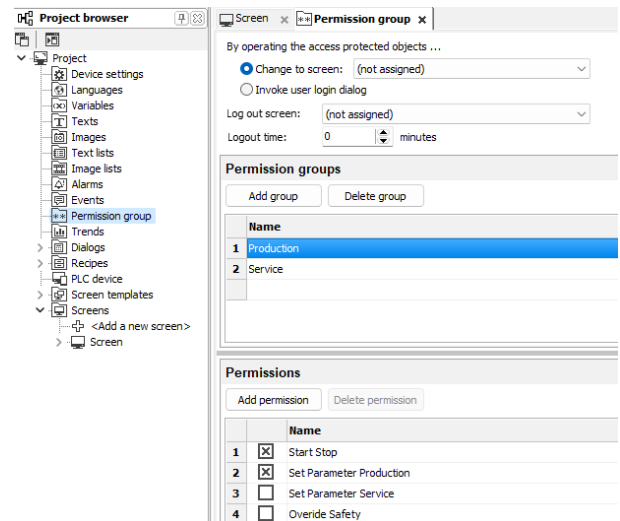 Project browser
Project
Device settings
Languages
Variables
Texts
Images
Text lists
Image lists
Alarms
Events
Permission group
Trends
Dialogs
Recipes
PLC device
Screen templates
Screens
<Add a new screen>
Screen
Screen
Permission group
By operating the access protected objects ...
Change to screen: (not assigned)
Invoke user login dialog
Log out screen: (not assigned)
Logout time: 0 minutes
Permission groups
Add group Delete group
Name
1 Production
2 Service
Permissions
Add permission Delete permission
Name
1 Start Stop
2 Set Parameter Production
3 Set Parameter Service
4 Overide Safety